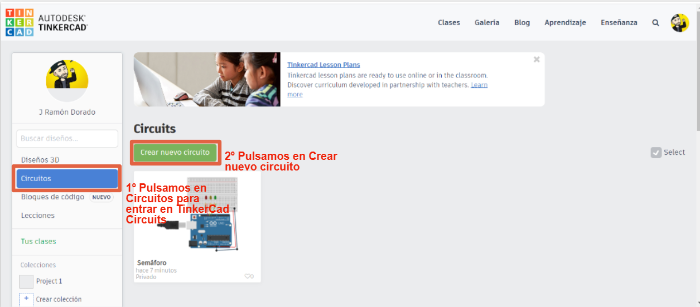 TIN
KER
CAD
AUTODESK
TINKERCAD
Clases
Galeria
Blog
Aprendizaje
Enseñanza
J Ramón Dorado
Buscar diseños...
Diseños 3D
Circuitos
Bloques de código NUEVO
Lecciones
Tus clases
Colecciones
Project 1
+ Crear colección
Tinkercad Lesson Plans
Tinkercad lesson plans are ready to use online or in the classroom.
Discover curriculum developed in partnership with teachers. Learn
more
Circuits
Crear nuevo circuito
2º Pulsamos en Crear
nuevo circuito
Select
1º Pulsamos en
Circuitos para
entrar en TinkerCad
Circuits
Semáforo
hace 7 minutos
Privado